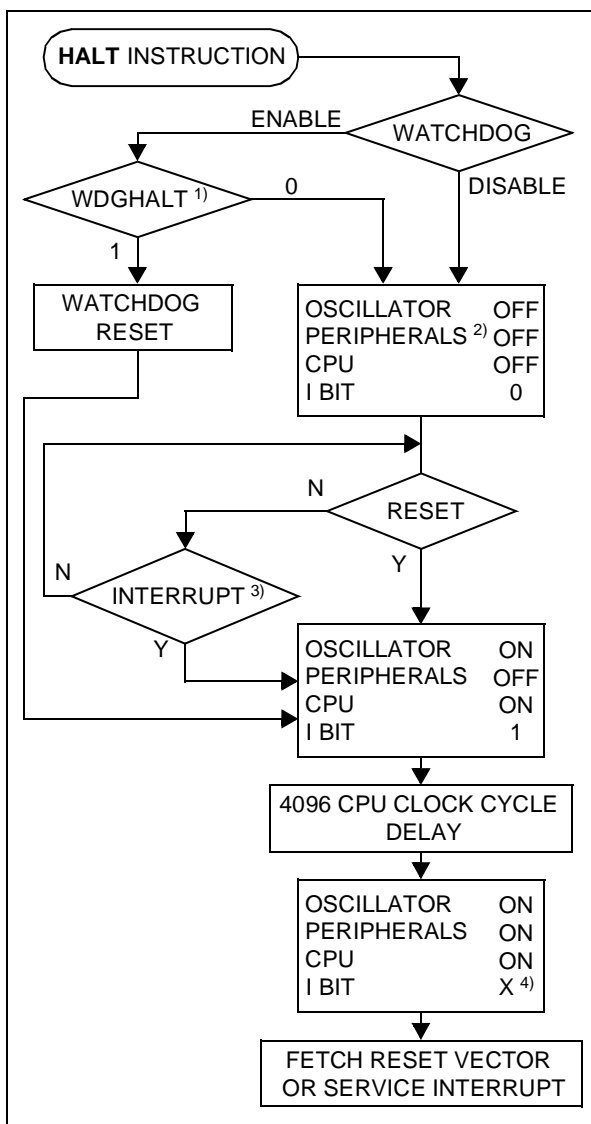 HALT INSTRUCTION
ENABLE
WATCHDOG
WDGHALT 1)
0
DISABLE
1
WATCHDOG
RESET
OSCILLATOR OFF
PERIPHERALS 2) OFF
CPU OFF
I BIT 0
N
RESET
Y
N
INTERRUPT 3)
Y
OSCILLATOR ON
PERIPHERALS OFF
CPU ON
I BIT 1
4096 CPU CLOCK CYCLE
DELAY
OSCILLATOR ON
PERIPHERALS ON
CPU ON
I BIT X 4)
FETCH RESET VECTOR
OR SERVICE INTERRUPT